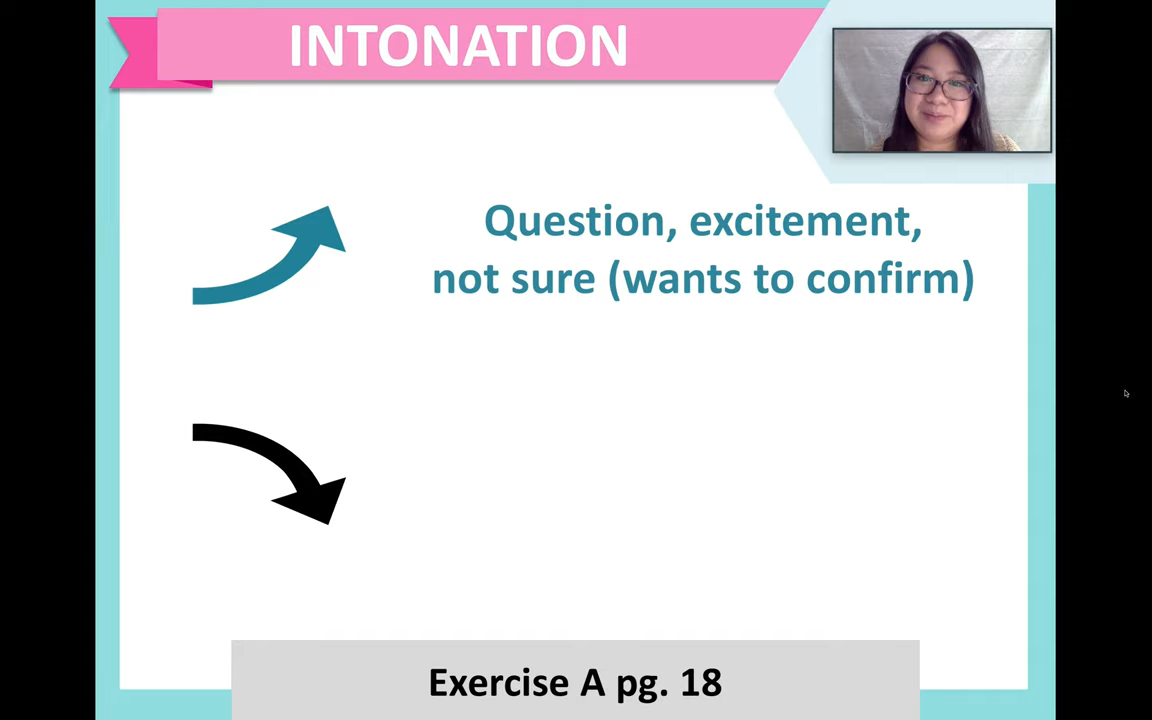 INTONATION
Question, excitement,
not sure (wants to confirm)
Exercise A pg. 18